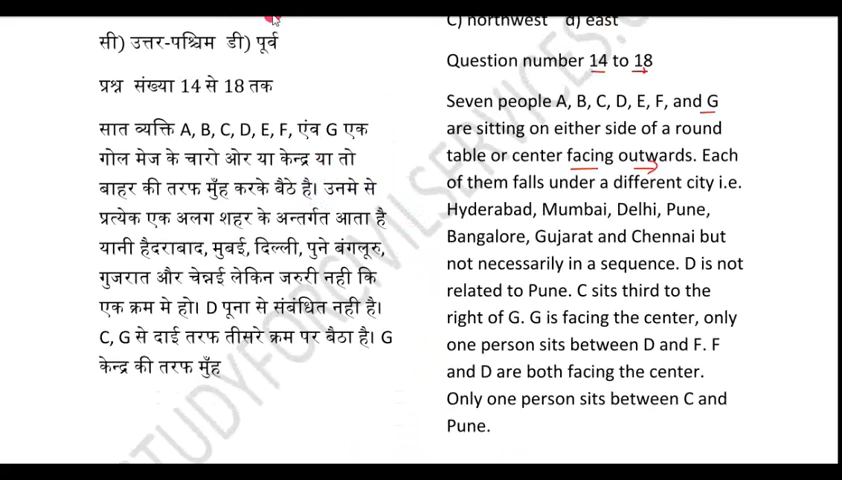 सी) उत्तर-पश्चिम डी) पूर्व
प्रश्न संख्या 14 से 18 तक
सात व्यक्ति A, B, C, D, E, F, एंव G एक
गोल मेज के चारो ओर या केन्द्र या तो
बाहर की तरफ मुँह करके बैठे है। उनमे से
प्रत्येक एक अलग शहर के अन्तर्गत आता है
यानी हैदराबाद, मुबई, दिल्ली, पुने बंगलूरु,
गुजरात और चेन्नई लेकिन जरुरी नही कि
एक क्रम मे हो। D पूना से संबंधित नही है।
C, G से दाई तरफ तीसरे क्रम पर बैठा है। G
केन्द्र की तरफ मुँह
C) northwest d) east
Question number 14 to 18
Seven people A, B, C, D, E, F, and G
are sitting on either side of a round
table or center facing outwards. Each
of them falls under a different city i.e.
Hyderabad, Mumbai, Delhi, Pune,
Bangalore, Gujarat and Chennai but
not necessarily in a sequence. D is not
related to Pune. C sits third to the
right of G. G is facing the center, only
one person sits between D and F. F
and D are both facing the center.
Only one person sits between C and
Pune.
STUDYFORCIVILSERVICES.CO